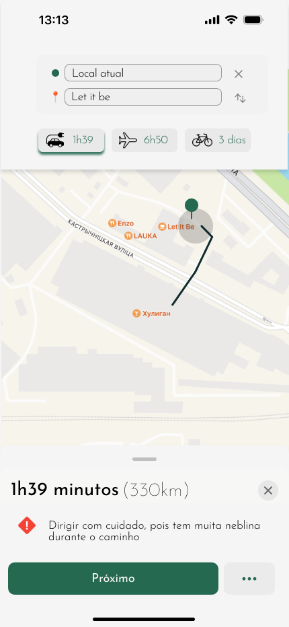 13:13
Local atual
Let it be
1h39
6h50
3 dias
Enzo
LAUKA
Let It Be
КАСТРЫЧНІЦКАЯ ВУЛІЦА
Хулиган
1h39 minutos (330km)
Dirigir com cuidado, pois tem muita neblina
durante o caminho
Próximo